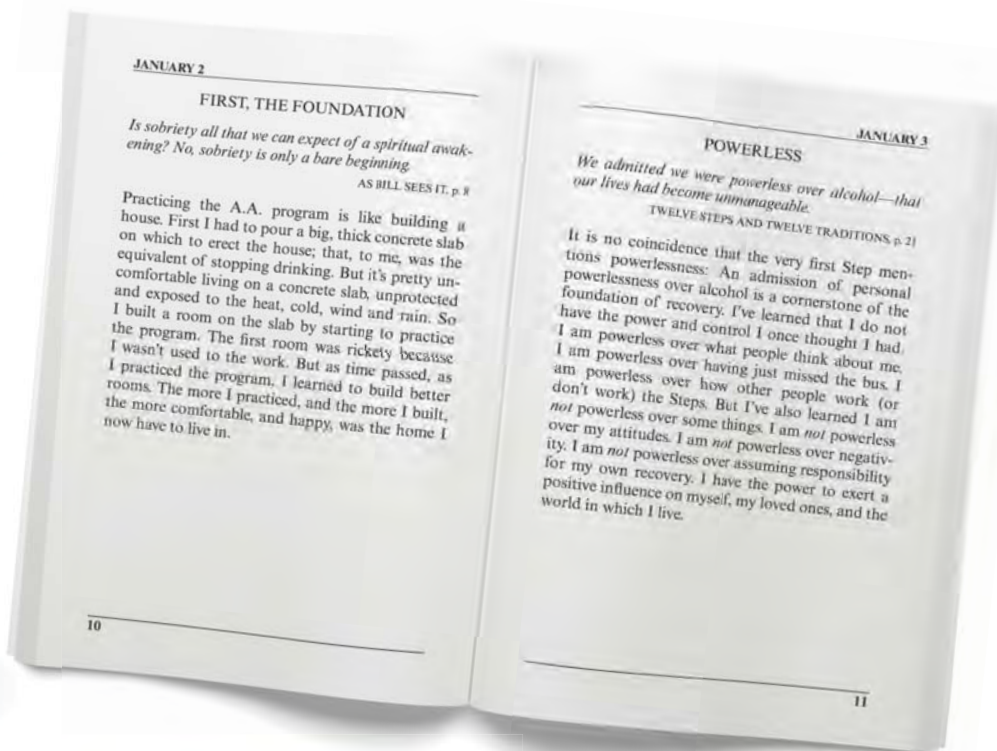 JANUARY 2
FIRST, THE FOUNDATION
Is sobriety all that we can expect of a spiritual awak-
ening? No, sobriety is only a bare beginning.
AS BILL SEES IT, p. 8
Practicing the A.A. program is like building a
house. First I had to pour a big, thick concrete slab
on which to erect the house; that, to me, was the
equivalent of stopping drinking. But it's pretty un-
comfortable living on a concrete slab, unprotected
and exposed to the heat, cold, wind and rain. So
I built a room on the slab by starting to practice
the program. The first room was rickety because
I wasn't used to the work. But as time passed, as
I practiced the program, I learned to build better
rooms. The more I practiced, and the more I built,
the more comfortable, and happy, was the home I
now have to live in.
10
JANUARY 3
POWERLESS
We admitted we were powerless over alcohol—that
our lives had become unmanageable.
TWELVE STEPS AND TWELVE TRADITIONS, p. 21
It is no coincidence that the very first Step men-
tions powerlessness: An admission of personal
powerlessness over alcohol is a cornerstone of the
foundation of recovery. I've learned that I do not
have the power and control I once thought I had.
I am powerless over what people think about me.
I am powerless over having just missed the bus. I
am powerless over how other people work (or
don't work) the Steps. But I've also learned I am
not powerless over some things. I am not powerless
over my attitudes. I am not powerless over negativ-
ity. I am not powerless over assuming responsibility
for my own recovery. I have the power to exert a
positive influence on myself, my loved ones, and the
world in which I live.
11